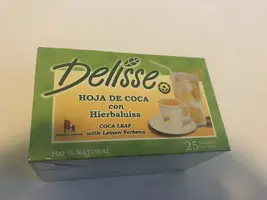 Delisse
HOJA DE COCA
con
Hierbaluisa
COCA LEAF
with Lemon Verbena
100 % NATURAL
25